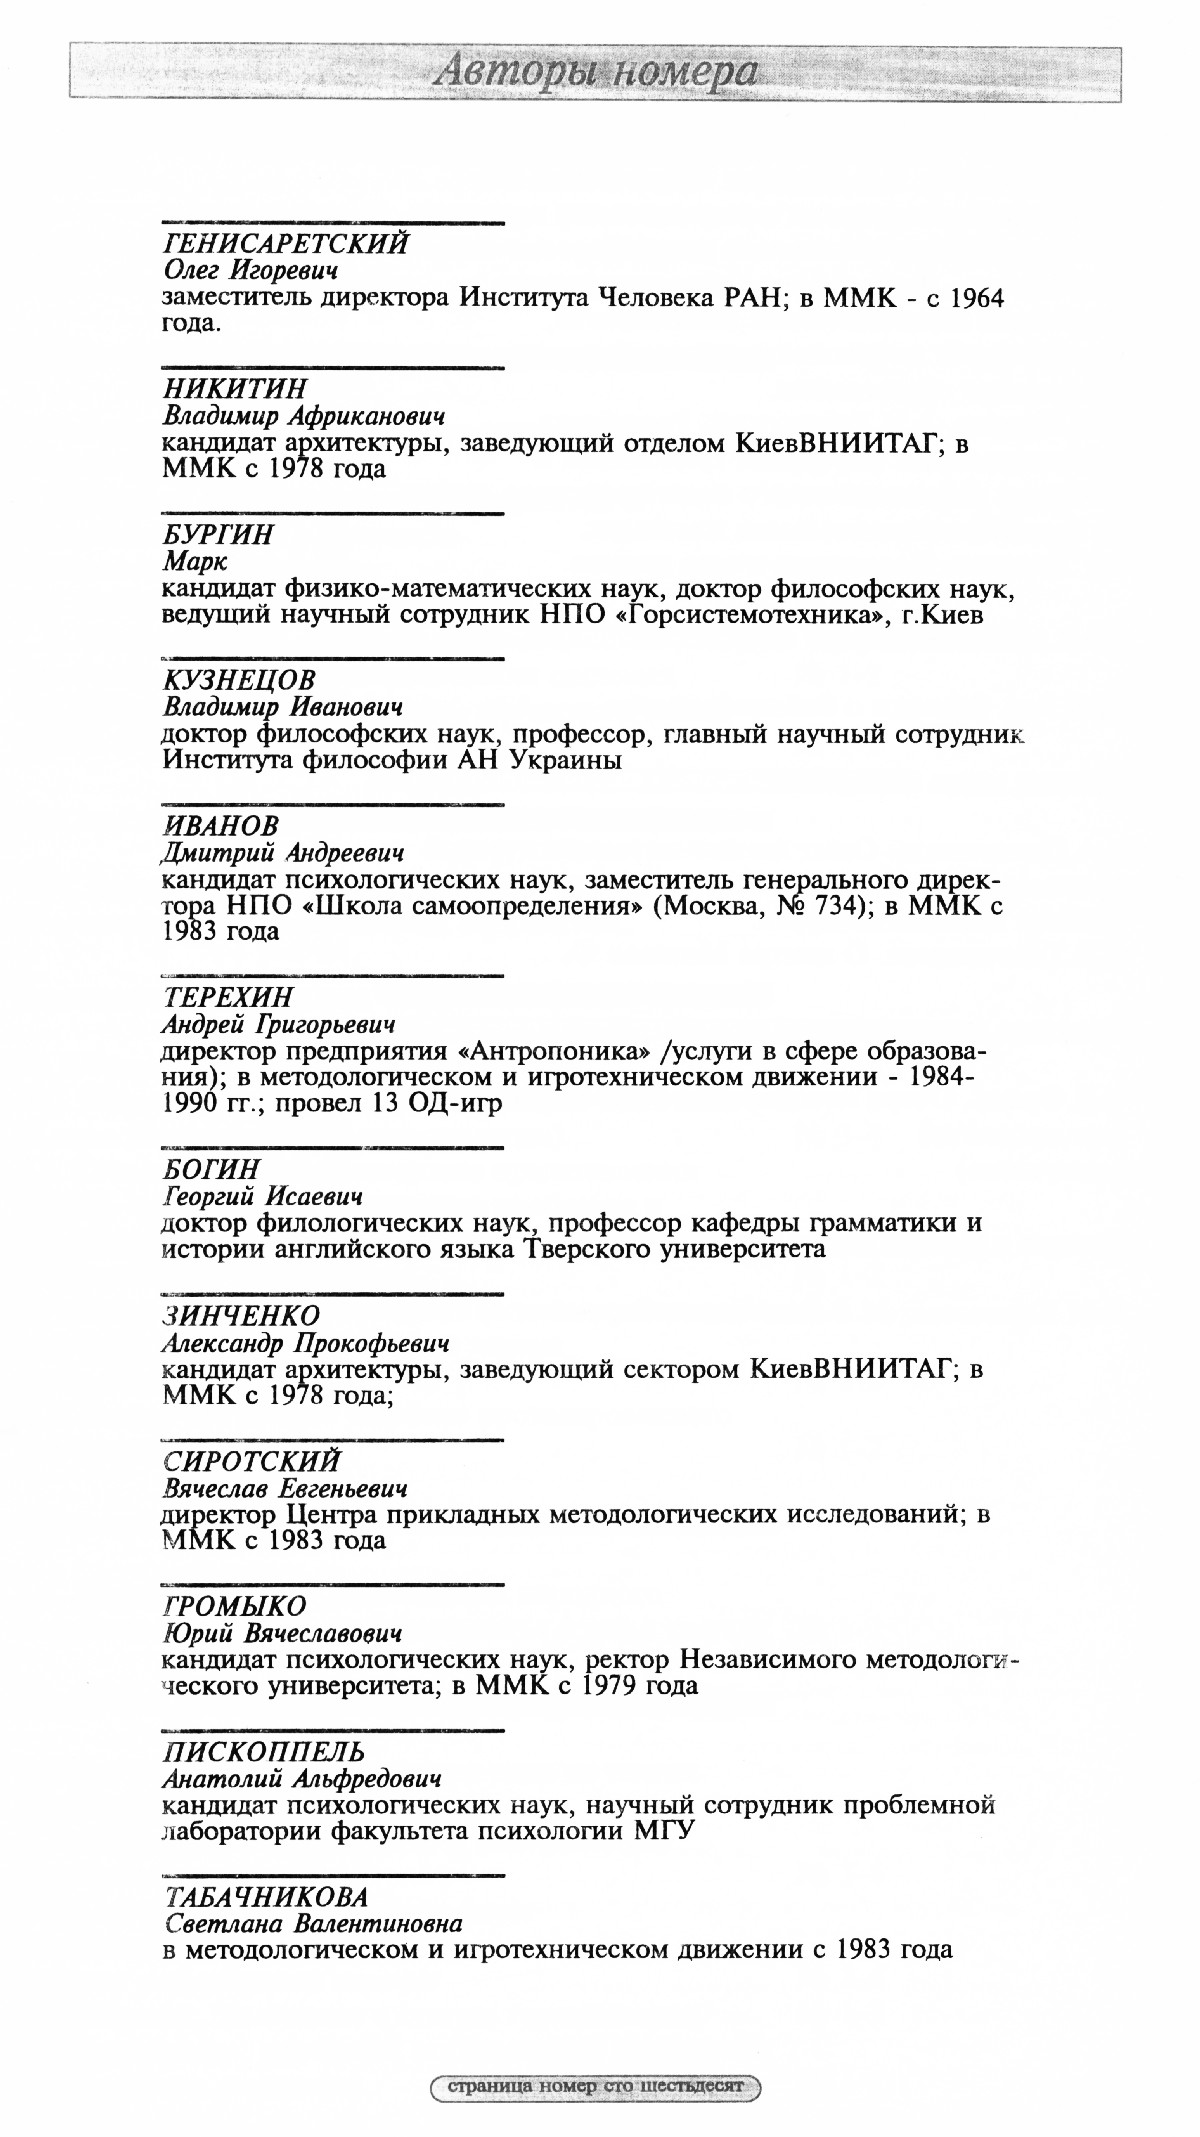 Авторы номера
ГЕНИСАРЕТСКИЙ
Олег Игоревич
заместитель директора Института Человека РАН; в ММК - с 1964
года.
НИКИТИН
Владимир Африканович
кандидат архитектуры, заведующий отделом КиевВНИИТАГ; в
ММК с 1978 года
БУРГИН
Марк
кандидат физико-математических наук, доктор философских наук,
ведущий научный сотрудник НПО «Горсистемотехника», г.Киев
КУЗНЕЦОВ
Владимир Иванович
доктор философских наук, профессор, главный научный сотрудник
Института философии АН Украины
ИВАНОВ
Дмитрий Андреевич
кандидат психологических наук, заместитель генерального дирек-
тора НПО «Школа самоопределения» (Москва, № 734); в ММК с
1983 года
ТЕРЕХИН
Андрей Григорьевич
директор предприятия «Антропоника» /услуги в сфере образова-
ния); в методологическом и игротехническом движении - 1984-
1990 гг.; провел 13 ОД-игр
БОГИН
Георгий Исаевич
доктор филологических наук, профессор кафедры грамматики и
истории английского языка Тверского университета
ЗИНЧЕНКО
Александр Прокофьевич
кандидат архитектуры, заведующий сектором КиевВНИИТАГ; в
ММК с 1978 года;
СИРОТСКИЙ
Вячеслав Евгеньевич
директор Центра прикладных методологических исследований; в
ММК с 1983 года
ГРОМЫКО
Юрий Вячеславович
кандидат психологических наук, ректор Независимого методологи-
ческого университета; в ММК с 1979 года
ПИСКОППЕЛЬ
Анатолий Альфредович
кандидат психологических наук, научный сотрудник проблемной
лаборатории факультета психологии МГУ
ТАБАЧНИКОВА
Светлана Валентиновна
в методологическом и игротехническом движении с 1983 года
страница номер сто шестьдесят